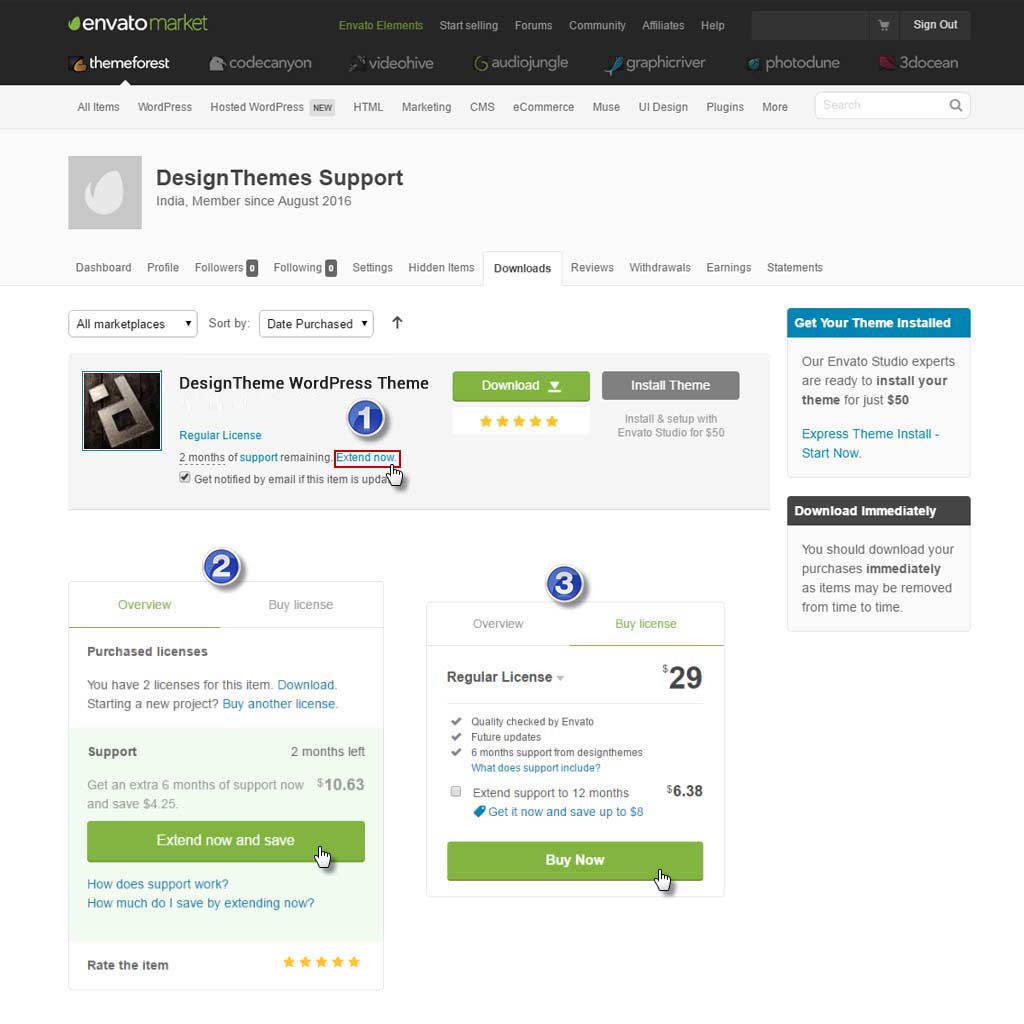 envatomarket
Envato Elements Start selling Forums Community Affiliates Help Sign Out
themeforest codecanyon videohive audiojungle graphicriver photodune 3docean
All Items WordPress Hosted WordPress NEW HTML Marketing CMS eCommerce Muse UI Design Plugins More Search
DesignThemes Support
India, Member since August 2016
Dashboard Profile Followers 0 Following 0 Settings Hidden Items Downloads Reviews Withdrawals Earnings Statements
All marketplaces Sort by: Date Purchased
DesignTheme WordPress Theme
1
Regular License
2 months of support remaining. Extend now.
Get notified by email if this item is upda
Download
Install Theme
Install & setup with
Envato Studio for $50
Get Your Theme Installed
Our Envato Studio experts
are ready to install your
theme for just $50
Express Theme Install -
Start Now.
Download Immediately
You should download your
purchases immediately
as items may be removed
from time to time.
2
Overview Buy license
Purchased licenses
You have 2 licenses for this item. Download.
Starting a new project? Buy another license.
Support 2 months left
Get an extra 6 months of support now $10.63
and save $4.25.
Extend now and save
How does support work?
How much do I save by extending now?
Rate the item
3
Overview Buy license
Regular License $29
Quality checked by Envato
Future updates
6 months support from designthemes
What does support include?
Extend support to 12 months $6.38
Get it now and save up to $8
Buy Now